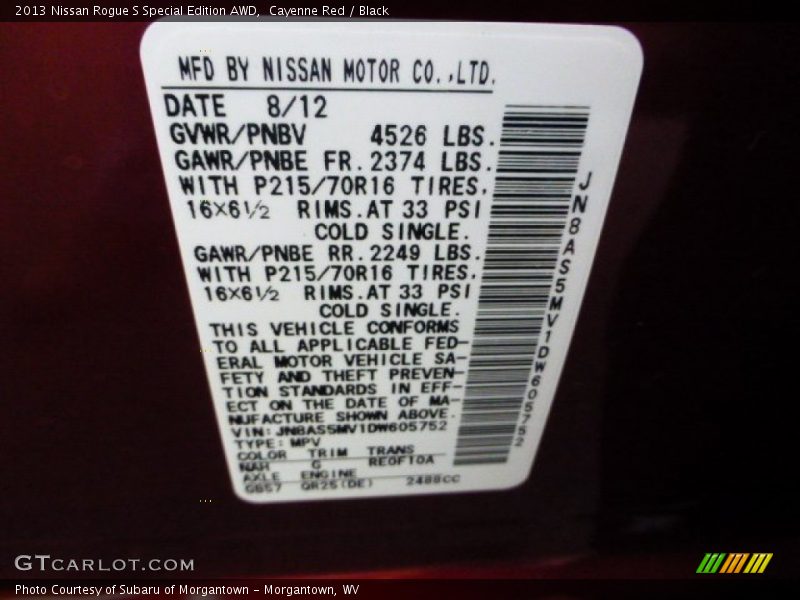 2013 Nissan Rogue S Special Edition AWD,  Cayenne Red / Black
MFD BY NISSAN MOTOR CO.,LTD.
DATE 8/12
GVWR/PNBV 4526 LBS.
GAWR/PNBE FR. 2374 LBS.
WITH P215/70R16 TIRES.
16×6½ RIMS. AT 33 PSI
COLD SINGLE.
GAWR/PNBE RR. 2249 LBS.
WITH P215/70R16 TIRES.
16×6½ RIMS. AT 33 PSI
COLD SINGLE.
THIS VEHICLE CONFORMS
TO ALL APPLICABLE FED-
ERAL MOTOR VEHICLE SA-
FETY AND THEFT PREVEN-
TION STANDARDS IN EFF-
ECT ON THE DATE OF MA-
NUFACTURE SHOWN ABOVE.
VIN: JN8AS5MV1DW605752
TYPE: MPV
COLOR TRIM TRANS
NAH G RE0F10A
AXLE ENGINE
GB57 QR25(DE) 2488CC
JN8AS5MV1DW605752
GTCARLOT.COM
Photo Courtesy of Subaru of Morgantown - Morgantown, WV